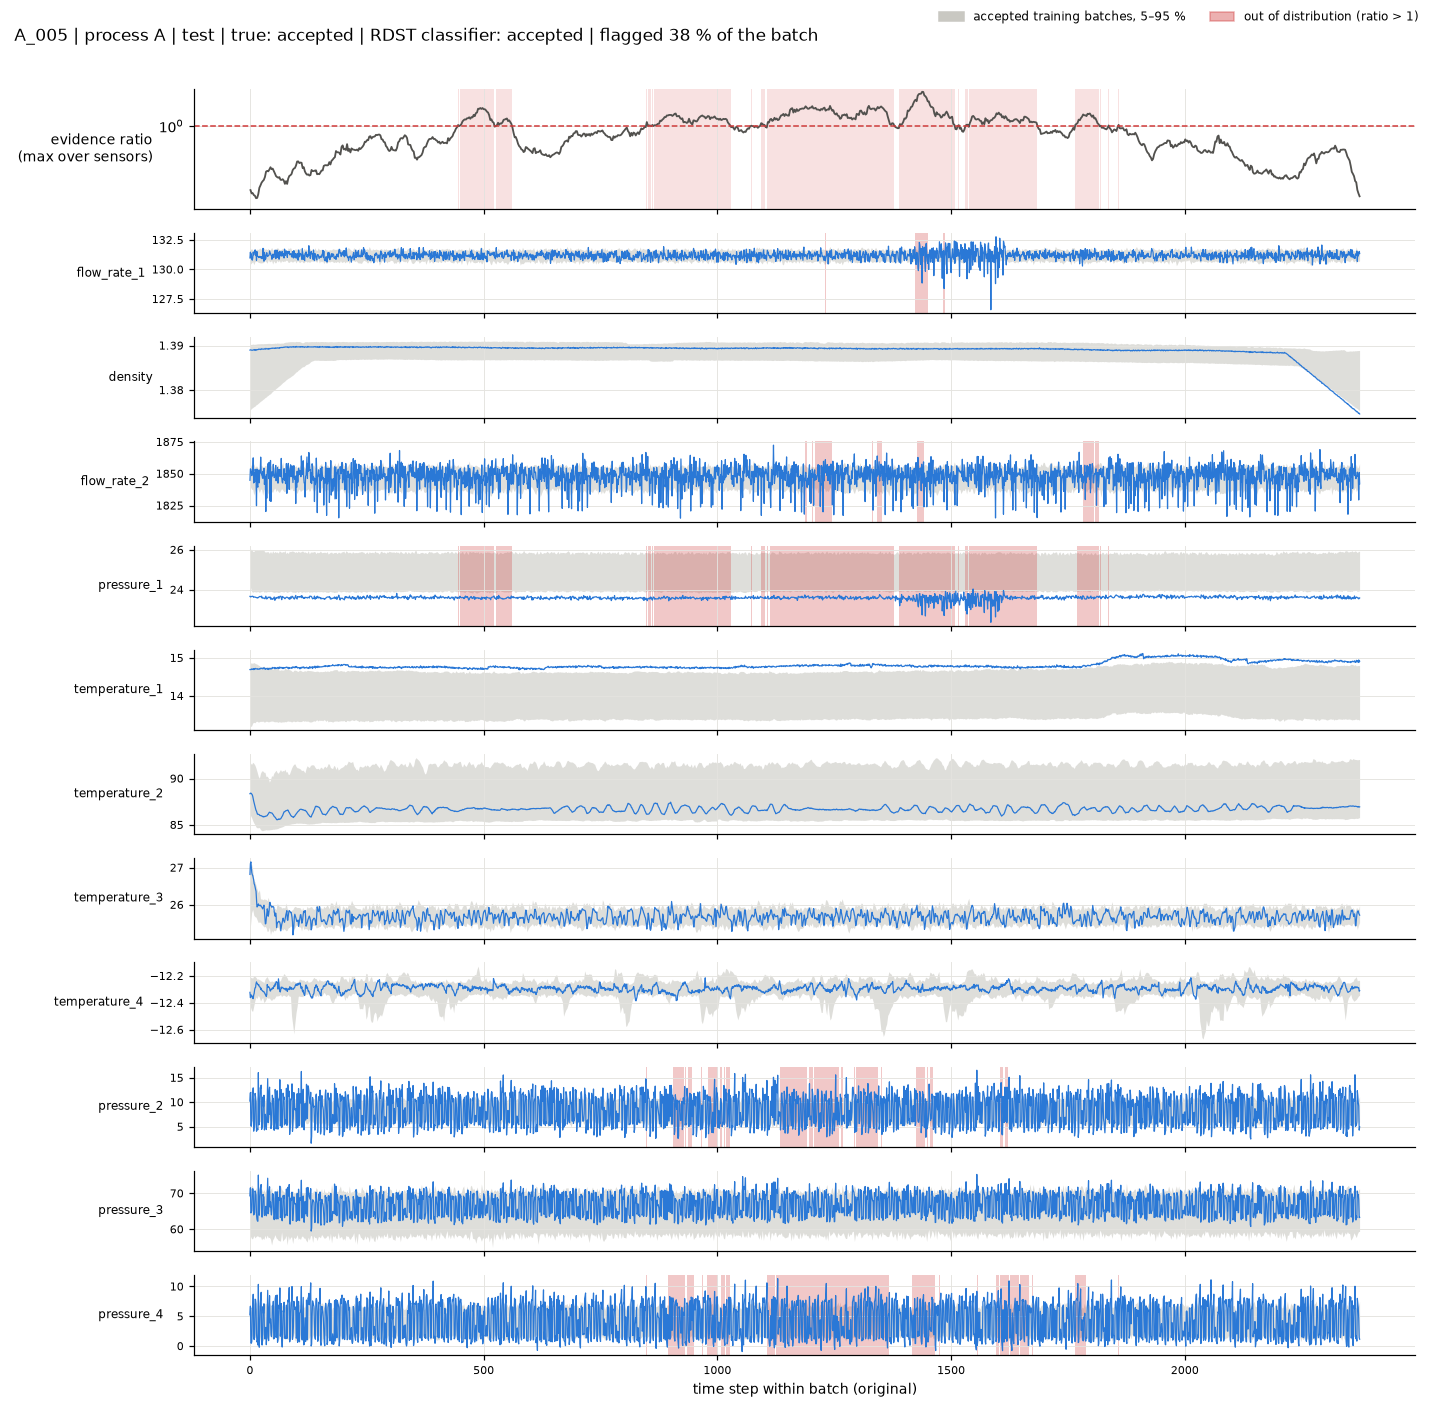 accepted training batches, 5–95 %
out of distribution (ratio > 1)
A_005 | process A | test | true: accepted | RDST classifier: accepted | flagged 38 % of the batch
evidence ratio
(max over sensors)
10⁰
flow_rate_1
132.5
130.0
127.5
density
1.39
1.38
flow_rate_2
1875
1850
1825
pressure_1
26
24
temperature_1
15
14
temperature_2
90
85
temperature_3
27
26
temperature_4
−12.2
−12.4
−12.6
pressure_2
15
10
5
pressure_3
70
60
pressure_4
10
5
0
0 500 1000 1500 2000
time step within batch (original)